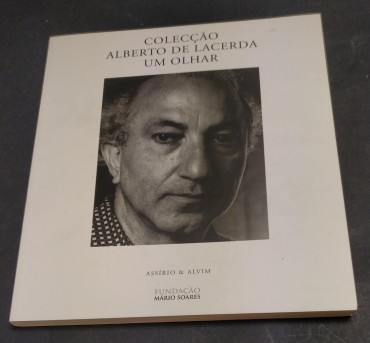 COLECÇÃO
ALBERTO DE LACERDA
UM OLHAR
ASSÍRIO & ALVIM
FUNDAÇÃO
MÁRIO SOARES